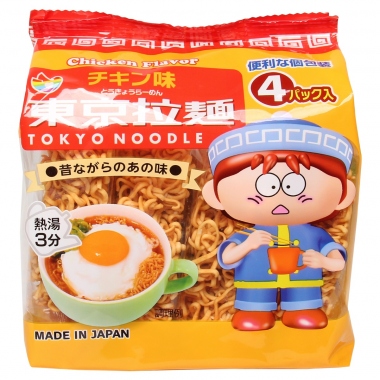 Chicken Flavor
チキン味
とうきょうらーめん
東京拉麺
TOKYO NOODLE
便利な個包装
4パック入
●昔ながらのあの味●
熱湯
3分
MADE IN JAPAN